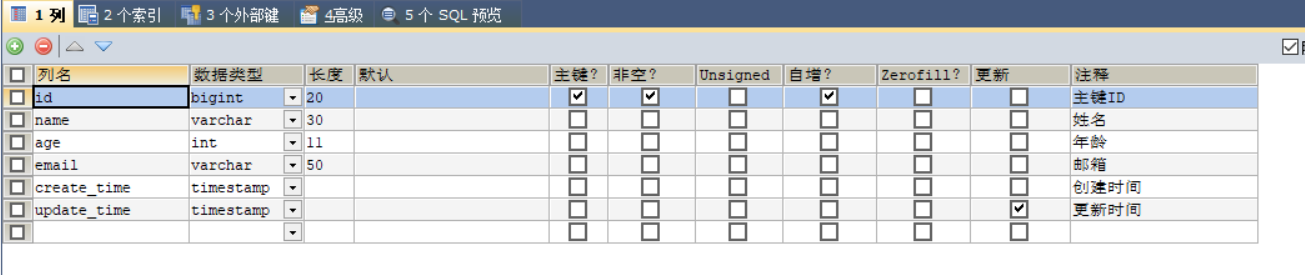 1 列 2 个索引 3 个外部键 4高级 5 个 SQL 预览
列名 数据类型 长度 默认 主键? 非空? Unsigned 自增? Zerofill? 更新 注释
id bigint 20 主键ID
name varchar 30 姓名
age int 11 年龄
email varchar 50 邮箱
create_time timestamp 创建时间
update_time timestamp 更新时间